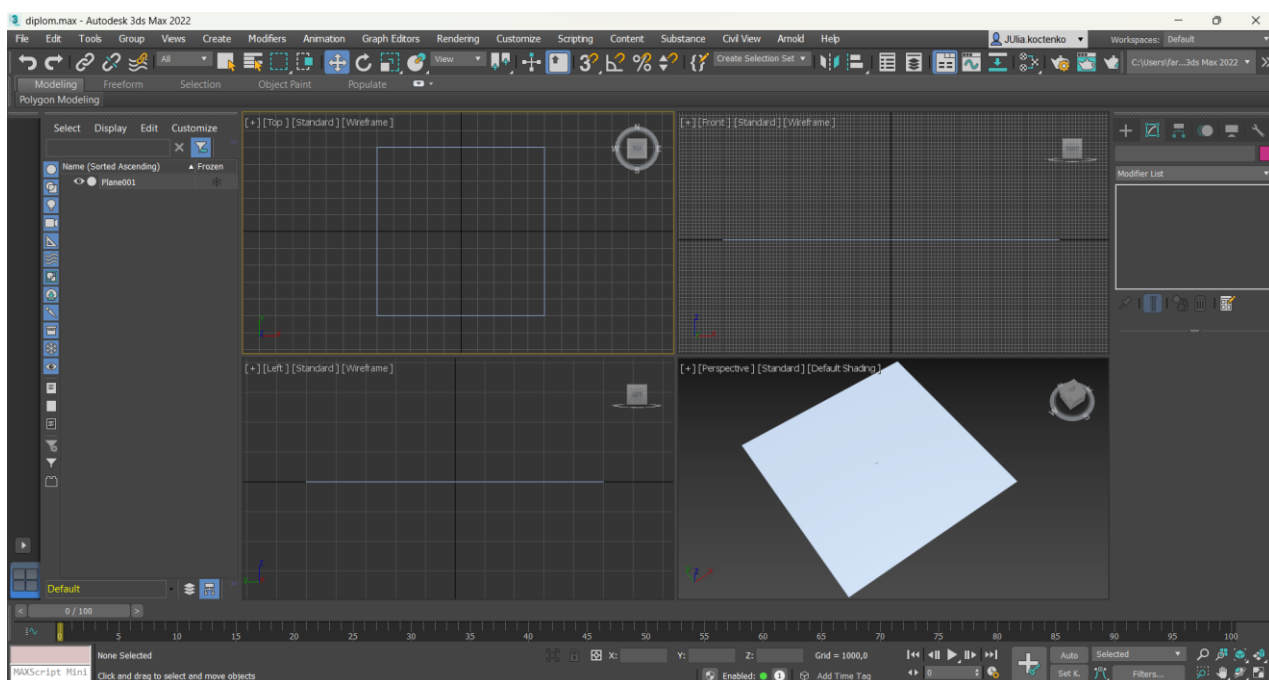 diplom.max - Autodesk 3ds Max 2022
File Edit Tools Group Views Create Modifiers Animation Graph Editors Rendering Customize Scripting Content Substance Civil View Arnold Help JUlia koctenko Workspaces: Default
All View Create Selection Set C:\Users\far...3ds Max 2022
Modeling Freeform Selection Object Paint Populate
Polygon Modeling
Select Display Edit Customize
Name (Sorted Ascending) Frozen
Plane001
[+] [Top] [Standard] [Wireframe]
[+] [Front] [Standard] [Wireframe]
Modifier List
[+] [Left] [Standard] [Wireframe]
[+] [Perspective] [Standard] [Default Shading]
Default
0 / 100
0 5 10 15 20 25 30 35 40 45 50 55 60 65 70 75 80 85 90 95 100
None Selected X: Y: Z: Grid = 1000,0 Auto Selected
MAXScript Mini Click and drag to select and move objects Enabled: 1 Add Time Tag 0 Set K. Filters...